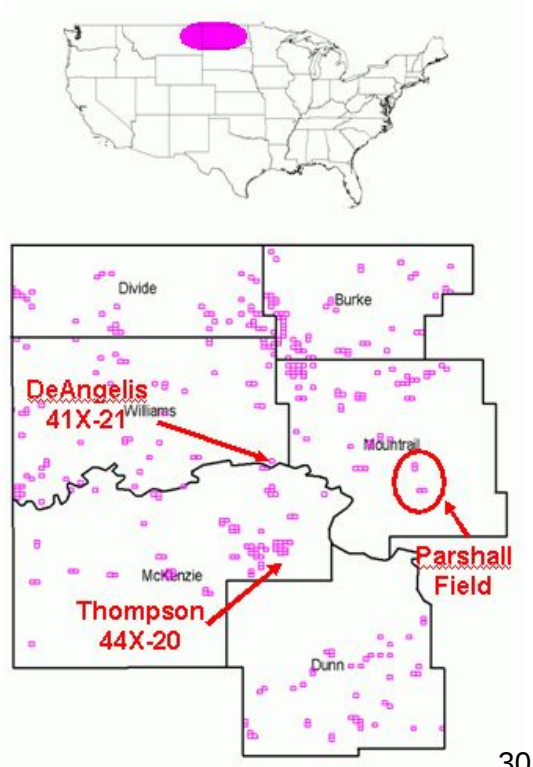 Divide
Burke
DeAngelis
41X-21
Williams
Mountrail
Parshall
Field
McKenzie
Thompson
44X-20
Dunn
30